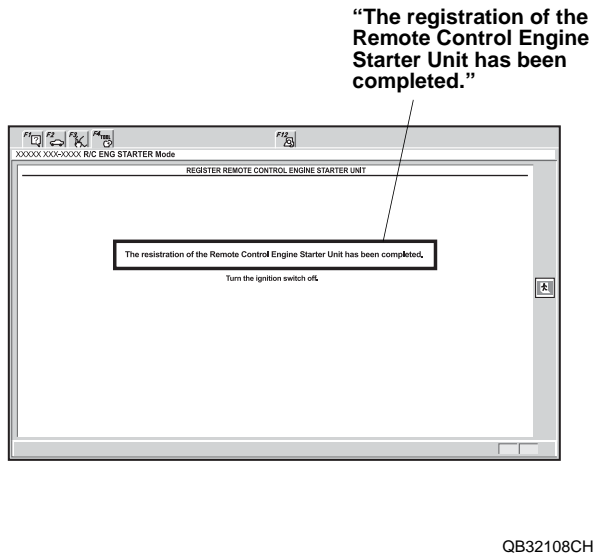 “The registration of the
Remote Control Engine
Starter Unit has been
completed.”
F1 F2 F3 F4 TOOL F12
XXXXX XXX-XXXX R/C ENG STARTER Mode
REGISTER REMOTE CONTROL ENGINE STARTER UNIT
The resistration of the Remote Control Engine Starter Unit has been completed.
Turn the ignition switch off.
QB32108CH